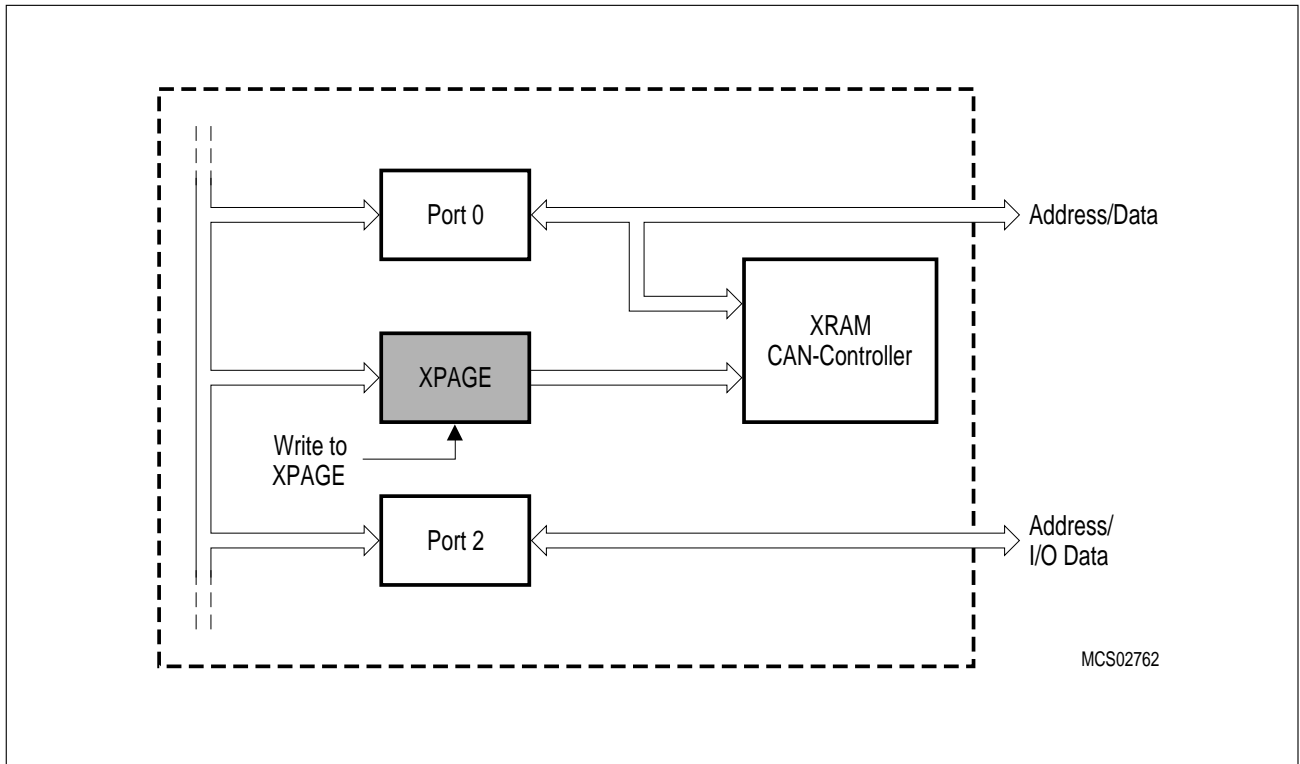 Port 0
Address/Data
XRAM
CAN-Controller
XPAGE
Write to
XPAGE
Port 2
Address/
I/O Data
MCS02762